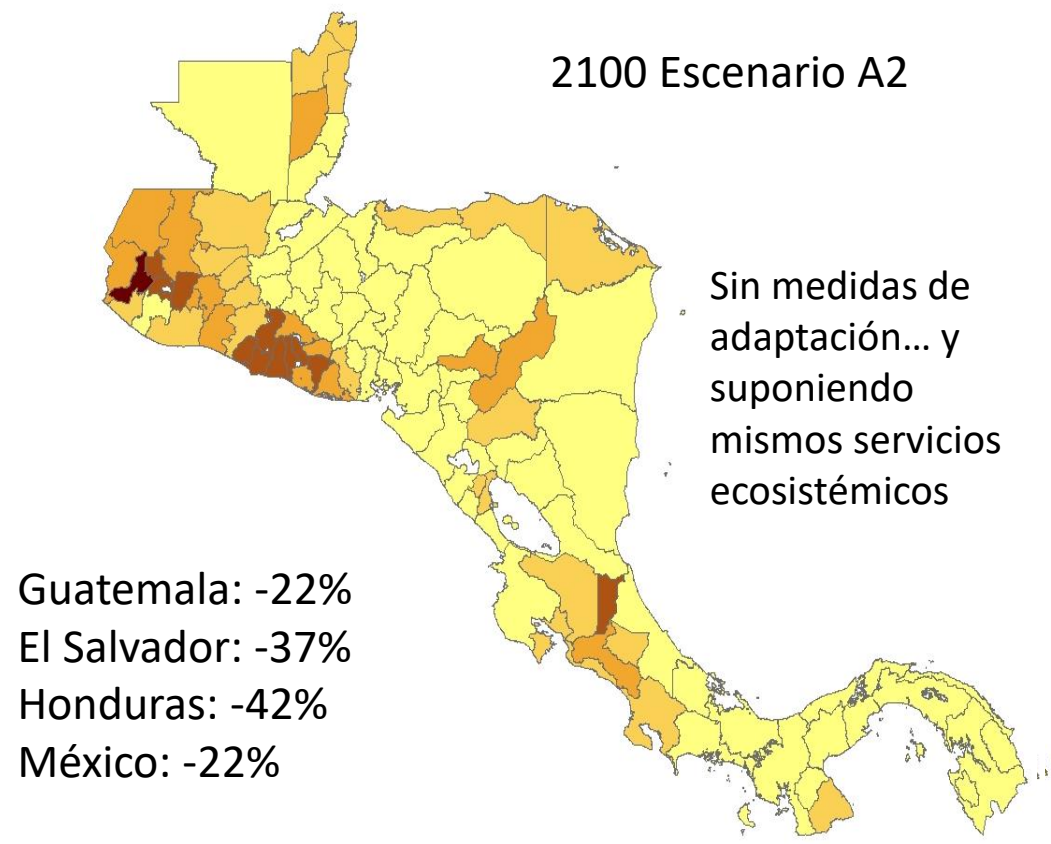 2100 Escenario A2
Sin medidas de
adaptación... y
suponiendo
mismos servicios
ecosistémicos
Guatemala: -22%
El Salvador: -37%
Honduras: -42%
México: -22%